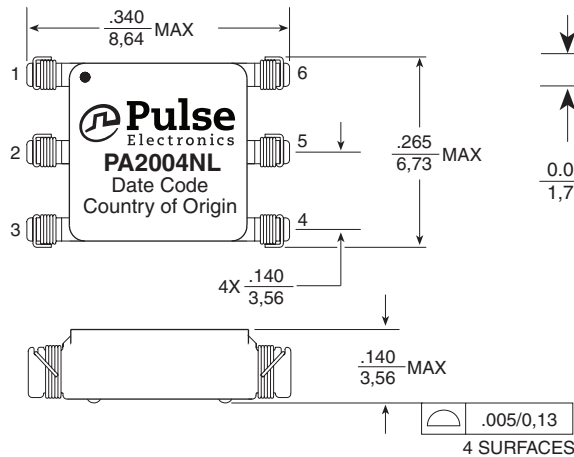 .340
8,64 MAX
1
6
Pulse
Electronics
2
5
PA2004NL
Date Code
Country of Origin
3
4
.265
6,73 MAX
4X .140
3,56
.140
3,56 MAX
.005/0,13
4 SURFACES
0.0
1,7